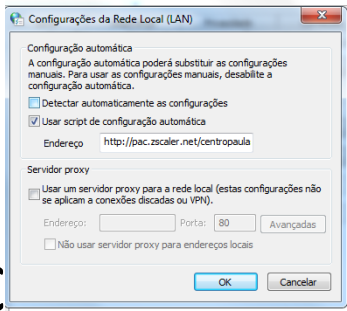 Configurações da Rede Local (LAN)
Configuração automática
A configuração automática poderá substituir as configurações
manuais. Para usar as configurações manuais, desabilite a
configuração automática.
Detectar automaticamente as configurações
Usar script de configuração automática
Endereço http://pac.zscaler.net/centropaula
Servidor proxy
Usar um servidor proxy para a rede local (estas configurações não
se aplicam a conexões discadas ou VPN).
Endereço: Porta: 80 Avançadas
Não usar servidor proxy para endereços locais
OK Cancelar